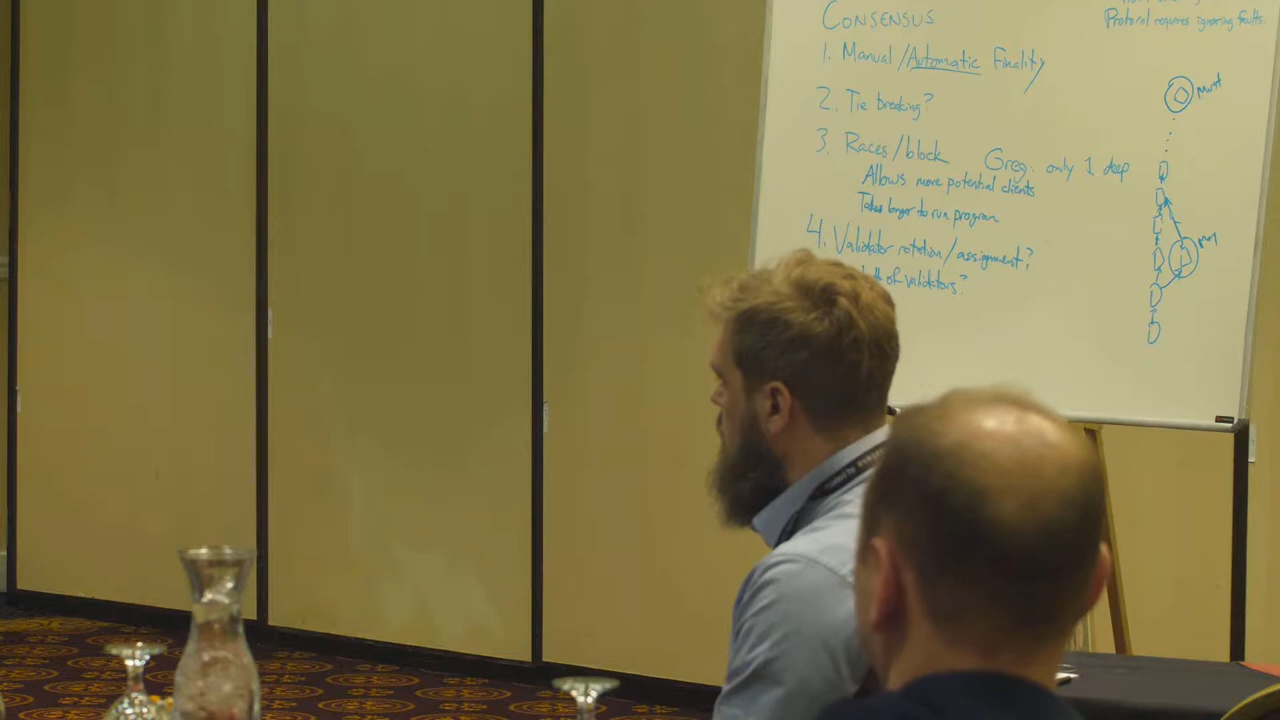 Consensus
Protocol requires ignoring faults.
1. Manual/Automatic Finality
must
2. Tie breaking?
3. Races/block Greg: only 1 deep
Allows more potential clients
Takes longer to run program
4. Validator rotation/assignment?
of validators?